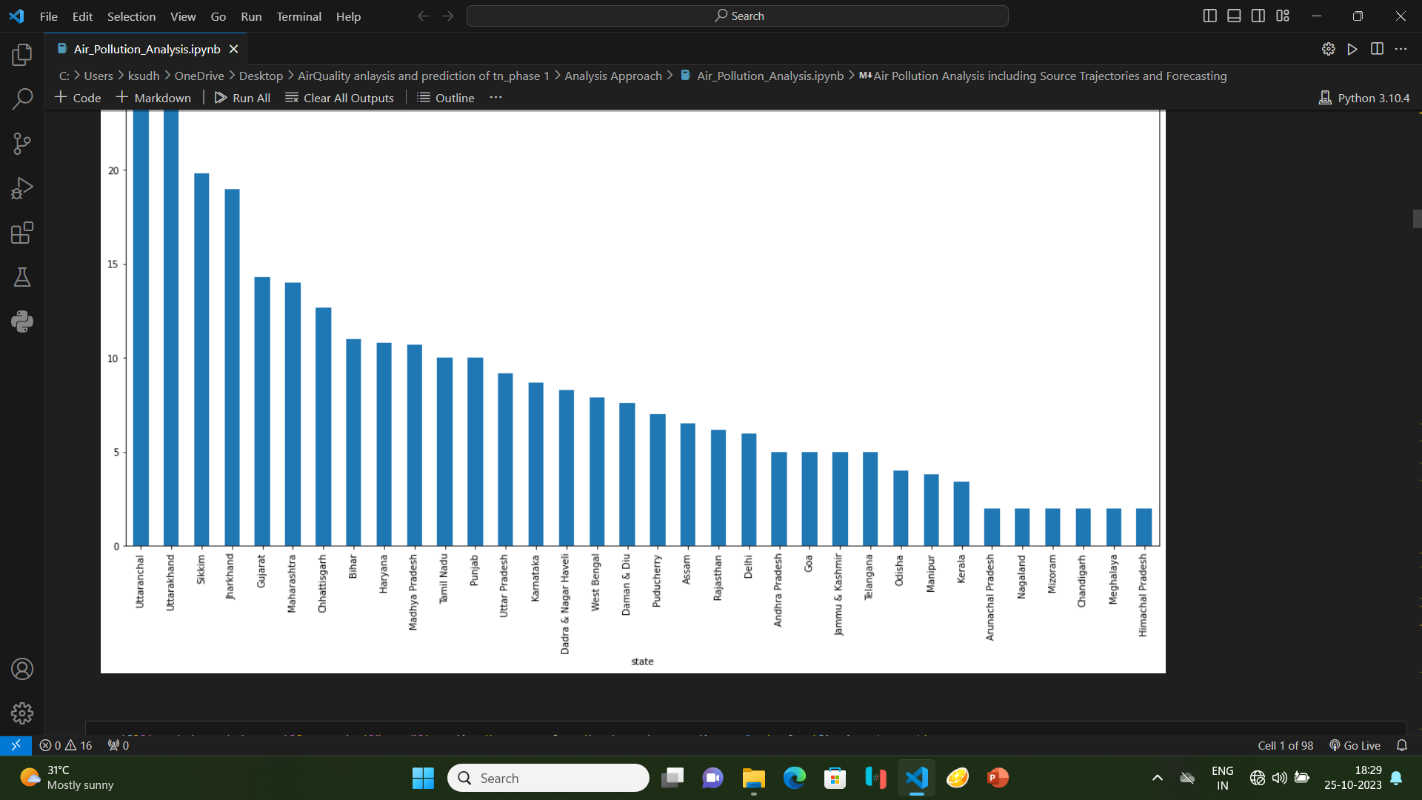 File Edit Selection View Go Run Terminal Help Search
Air_Pollution_Analysis.ipynb
C: > Users > ksudh > OneDrive > Desktop > AirQuality anlaysis and prediction of tn_phase 1 > Analysis Approach > Air_Pollution_Analysis.ipynb > M↓Air Pollution Analysis including Source Trajectories and Forecasting
+ Code + Markdown Run All Clear All Outputs Outline ... Python 3.10.4
20
15
10
5
0
Uttaranchal
Uttarakhand
Sikkim
Jharkhand
Gujarat
Maharashtra
Chhattisgarh
Bihar
Haryana
Madhya Pradesh
Tamil Nadu
Punjab
Uttar Pradesh
Karnataka
Dadra & Nagar Haveli
West Bengal
Daman & Diu
Puducherry
Assam
Rajasthan
Delhi
Andhra Pradesh
Goa
Jammu & Kashmir
Telangana
Odisha
Manipur
Kerala
Arunachal Pradesh
Nagaland
Mizoram
Chandigarh
Meghalaya
Himachal Pradesh
state
0 16 0 Cell 1 of 98 Go Live
31°C
Mostly sunny
Search
ENG
IN
18:29
25-10-2023